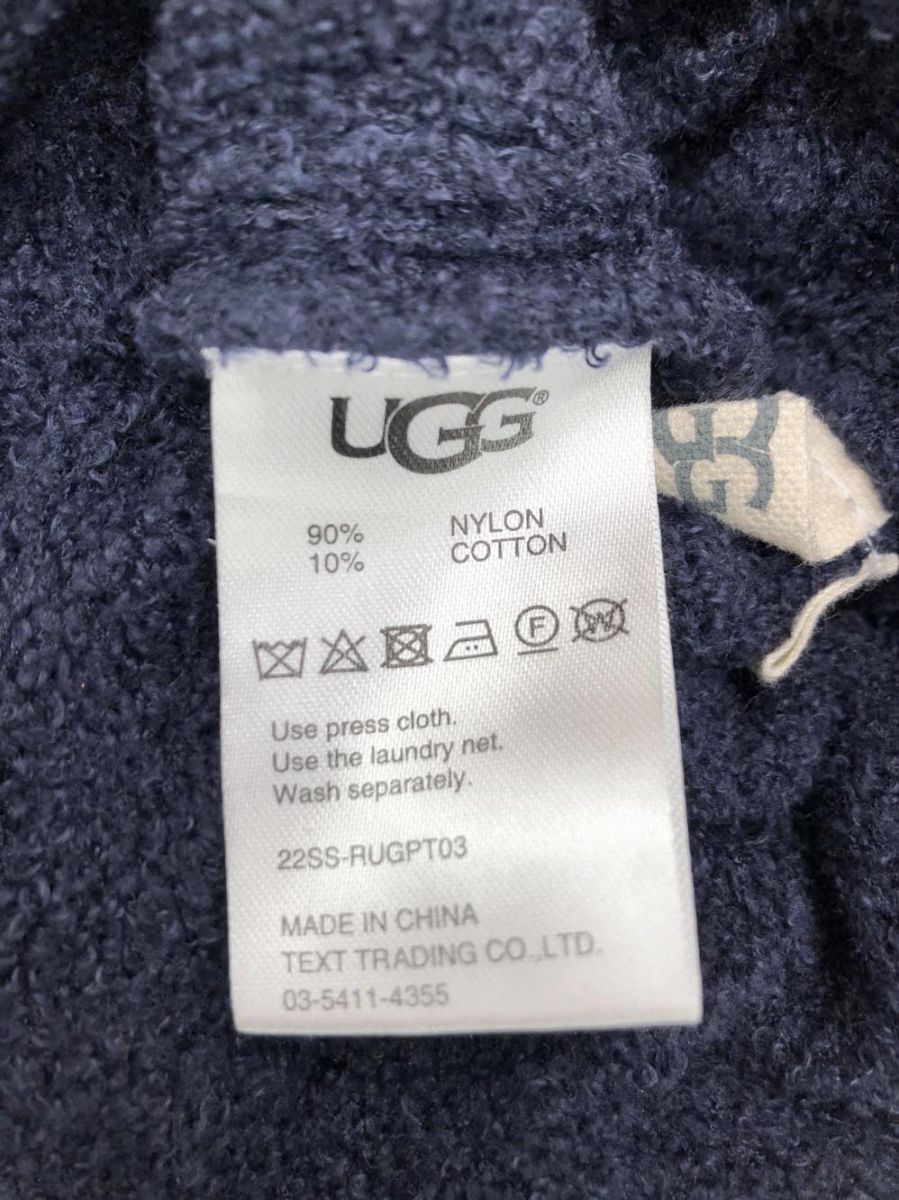 UGG®
90% NYLON
10% COTTON
F W
Use press cloth.
Use the laundry net.
Wash separately.
22SS-RUGPT03
MADE IN CHINA
TEXT TRADING CO.,LTD.
03-5411-4355